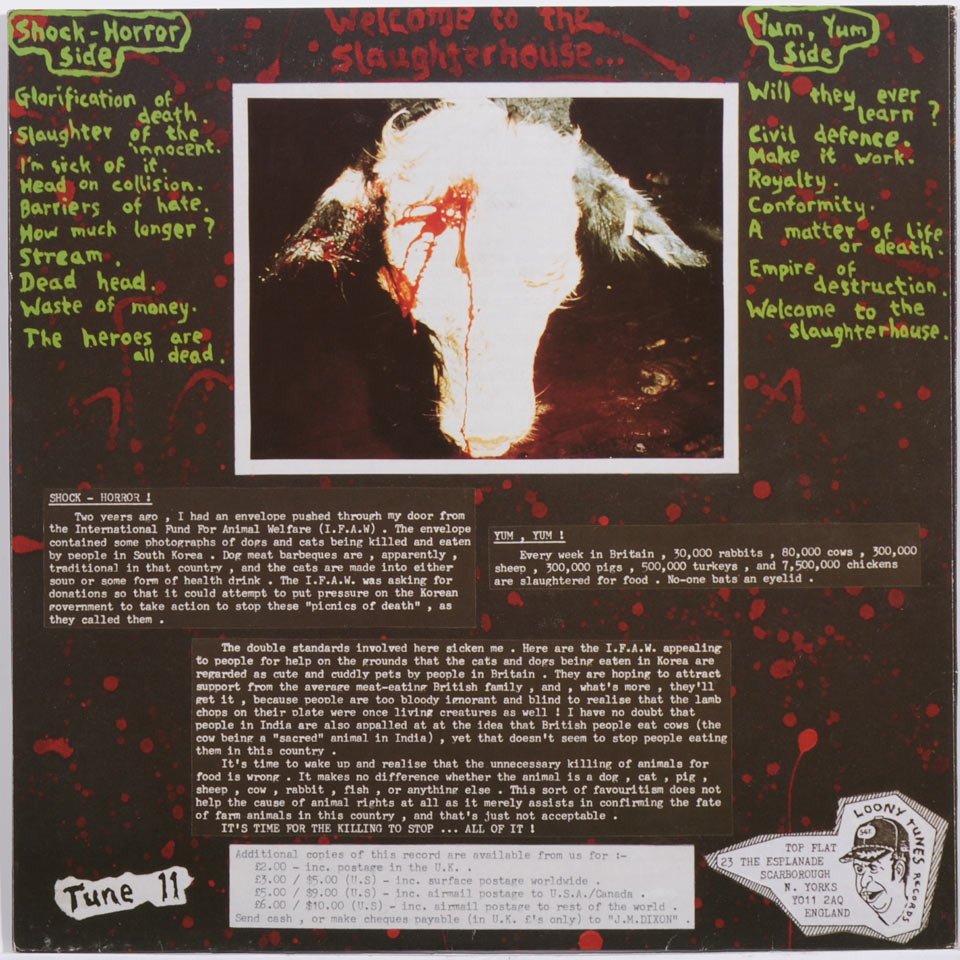 Shock-Horror
Side
Welcome to the
slaughterhouse...
Yum, Yum
Side
Glorification of
death.
Slaughter of the
innocent.
I'm sick of it.
Head on collision.
Barriers of hate.
How much longer?
Stream.
Dead head.
Waste of money.
The heroes are
all dead.
Will they ever
learn?
Civil defence.
Make it work.
Royalty.
Conformity.
A matter of life
or death.
Empire of
destruction.
Welcome to the
slaughterhouse.
SHOCK - HORROR !
Two years ago , I had an envelope pushed through my door from
the International Fund For Animal Welfare (I.F.A.W) . The envelope
contained some photographs of dogs and cats being killed and eaten
by people in South Korea . Dog meat barbeques are , apparently ,
traditional in that country , and the cats are made into either
soup or some form of health drink . The I.F.A.W. was asking for
donations so that it could attempt to put pressure on the Korean
government to take action to stop these "picnics of death" , as
they called them .
YUM , YUM !
Every week in Britain , 30,000 rabbits , 80,000 cows , 300,000
sheep , 300,000 pigs , 500,000 turkeys , and 7,500,000 chickens
are slaughtered for food . No-one bats an eyelid .
The double standards involved here sicken me . Here are the I.F.A.W. appealing
to people for help on the grounds that the cats and dogs being eaten in Korea are
regarded as cute and cuddly pets by people in Britain . They are hoping to attract
support from the average meat-eating British family , and , what's more , they'll
get it , because people are too bloody ignorant and blind to realise that the lamb
chops on their plate were once living creatures as well ! I have no doubt that
people in India are also appalled at at the idea that British people eat cows (the
cow being a "sacred" animal in India) , yet that doesn't seem to stop people eating
them in this country .
It's time to wake up and realise that the unnecessary killing of animals for
food is wrong . It makes no difference whether the animal is a dog , cat , pig ,
sheep , cow , rabbit , fish , or anything else . This sort of favouritism does not
help the cause of animal rights at all as it merely assists in confirming the fate
of farm animals in this country , and that's just not acceptable .
IT'S TIME FOR THE KILLING TO STOP ... ALL OF IT !
Additional copies of this record are available from us for :-
£2.00 - inc. postage in the U.K. .
£3.00 / $5.00 (U.S) - inc. surface postage worldwide .
£5.00 / $9.00 (U.S) - inc. airmail postage to U.S.A./Canada .
£6.00 / $10.00 (U.S) - inc. airmail postage to rest of the world .
Send cash , or make cheques payable (in U.K. £'s only) to "J.M.DIXON" .
Tune 11
TOP FLAT
23 THE ESPLANADE
SCARBOROUGH
N. YORKS
YO11 2AQ
ENGLAND
LOONY TUNES RECORDS